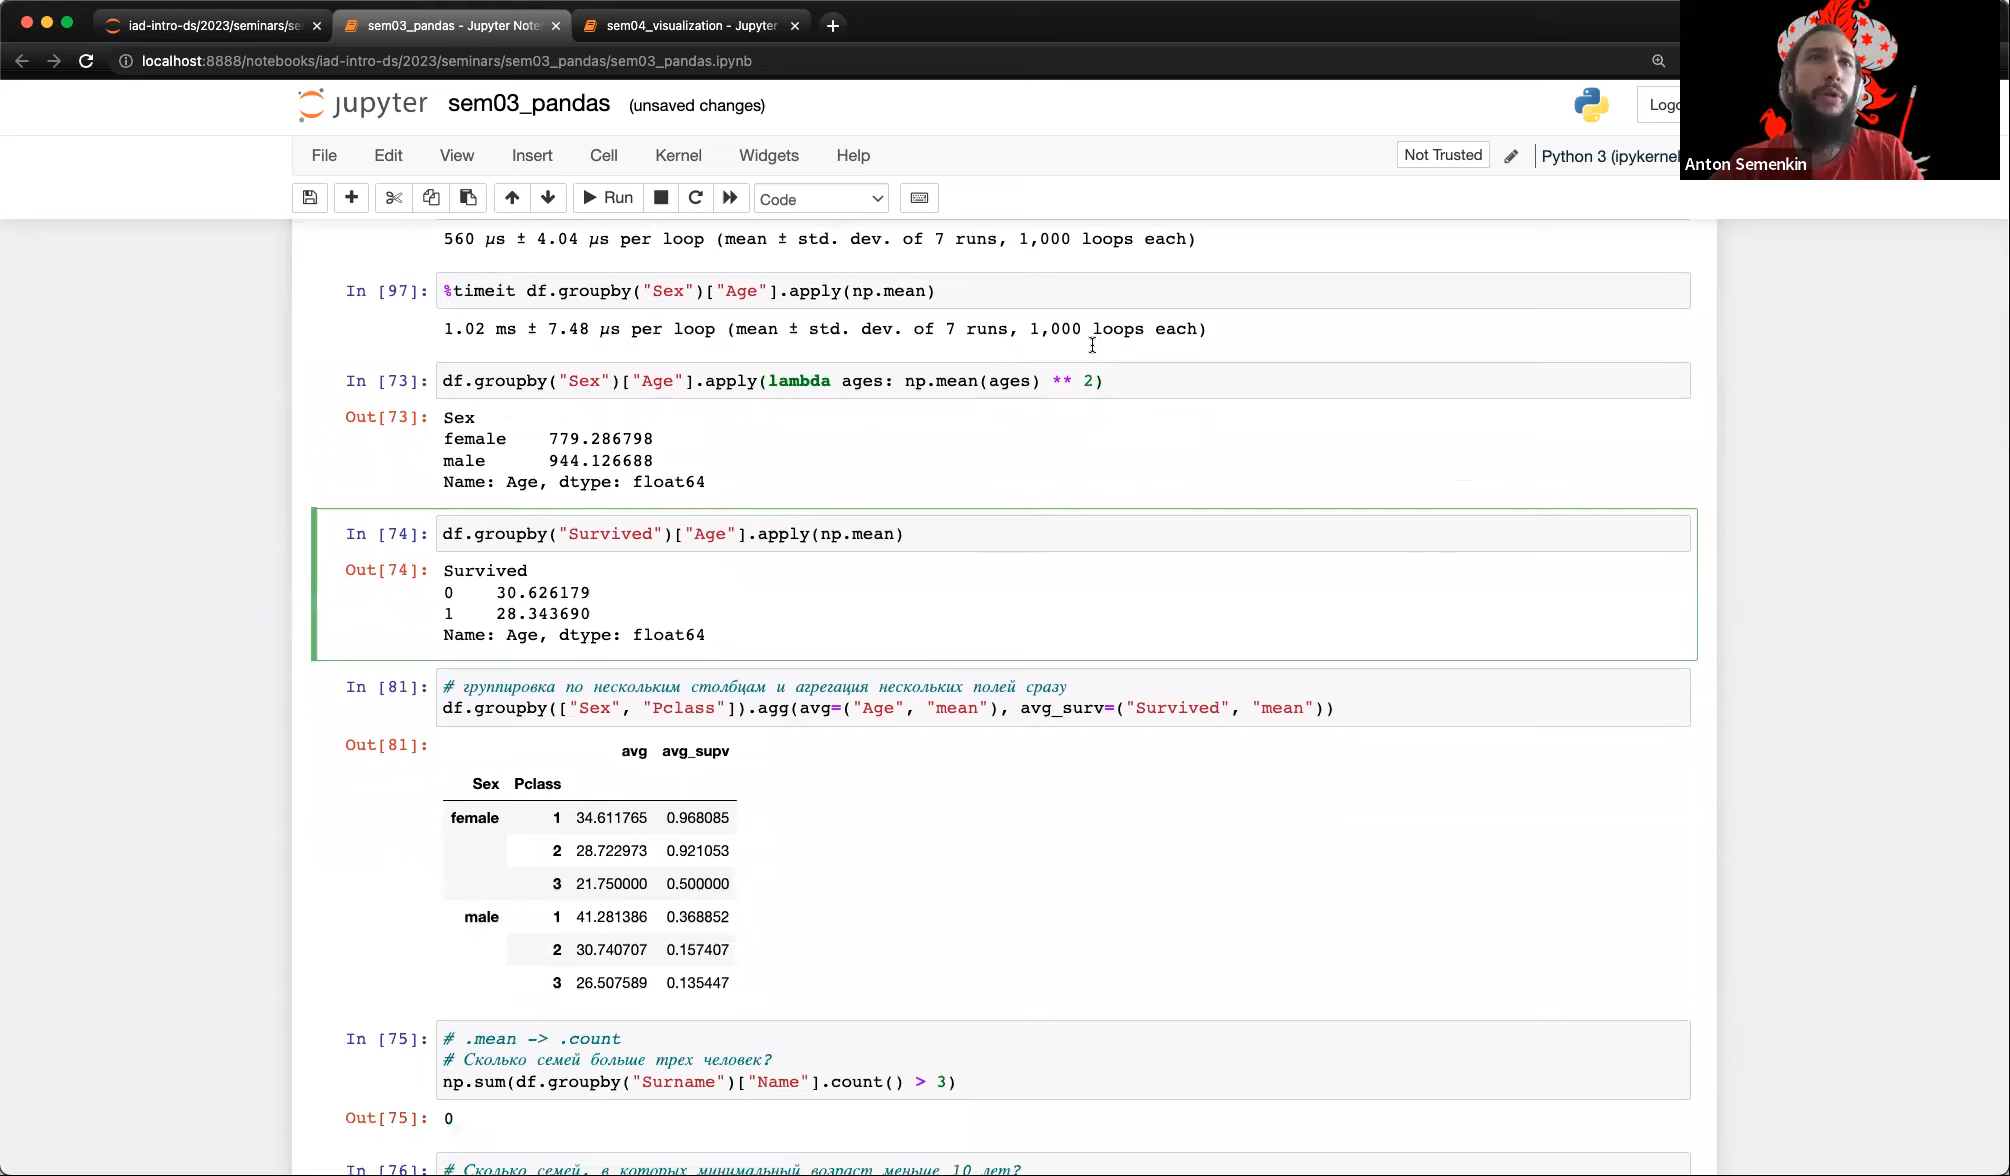 iad-intro-ds/2023/seminars/se
sem03_pandas - Jupyter Note
sem04_visualization - Jupyter
localhost:8888/notebooks/iad-intro-ds/2023/seminars/sem03_pandas/sem03_pandas.ipynb
jupyter sem03_pandas (unsaved changes)
Logo
File Edit View Insert Cell Kernel Widgets Help
Not Trusted
Python 3 (ipykernel
Anton Semenkin
Run
Code
560 µs ± 4.04 µs per loop (mean ± std. dev. of 7 runs, 1,000 loops each)
In [97]: %timeit df.groupby("Sex")["Age"].apply(np.mean)
1.02 ms ± 7.48 µs per loop (mean ± std. dev. of 7 runs, 1,000 loops each)
In [73]: df.groupby("Sex")["Age"].apply(lambda ages: np.mean(ages) ** 2)
Out[73]: Sex
female 779.286798
male 944.126688
Name: Age, dtype: float64
In [74]: df.groupby("Survived")["Age"].apply(np.mean)
Out[74]: Survived
0 30.626179
1 28.343690
Name: Age, dtype: float64
In [81]: # группировка по нескольким столбцам и агрегация нескольких полей сразу
df.groupby(["Sex", "Pclass"]).agg(avg=("Age", "mean"), avg_surv=("Survived", "mean"))
Out[81]:
avg avg_supv
Sex Pclass
female 1 34.611765 0.968085
2 28.722973 0.921053
3 21.750000 0.500000
male 1 41.281386 0.368852
2 30.740707 0.157407
3 26.507589 0.135447
In [75]: # .mean -> .count
# Сколько семей больше трех человек?
np.sum(df.groupby("Surname")["Name"].count() > 3)
Out[75]: 0
In [76]: # Сколько семей, в которых минимальный возраст меньше 10 лет?